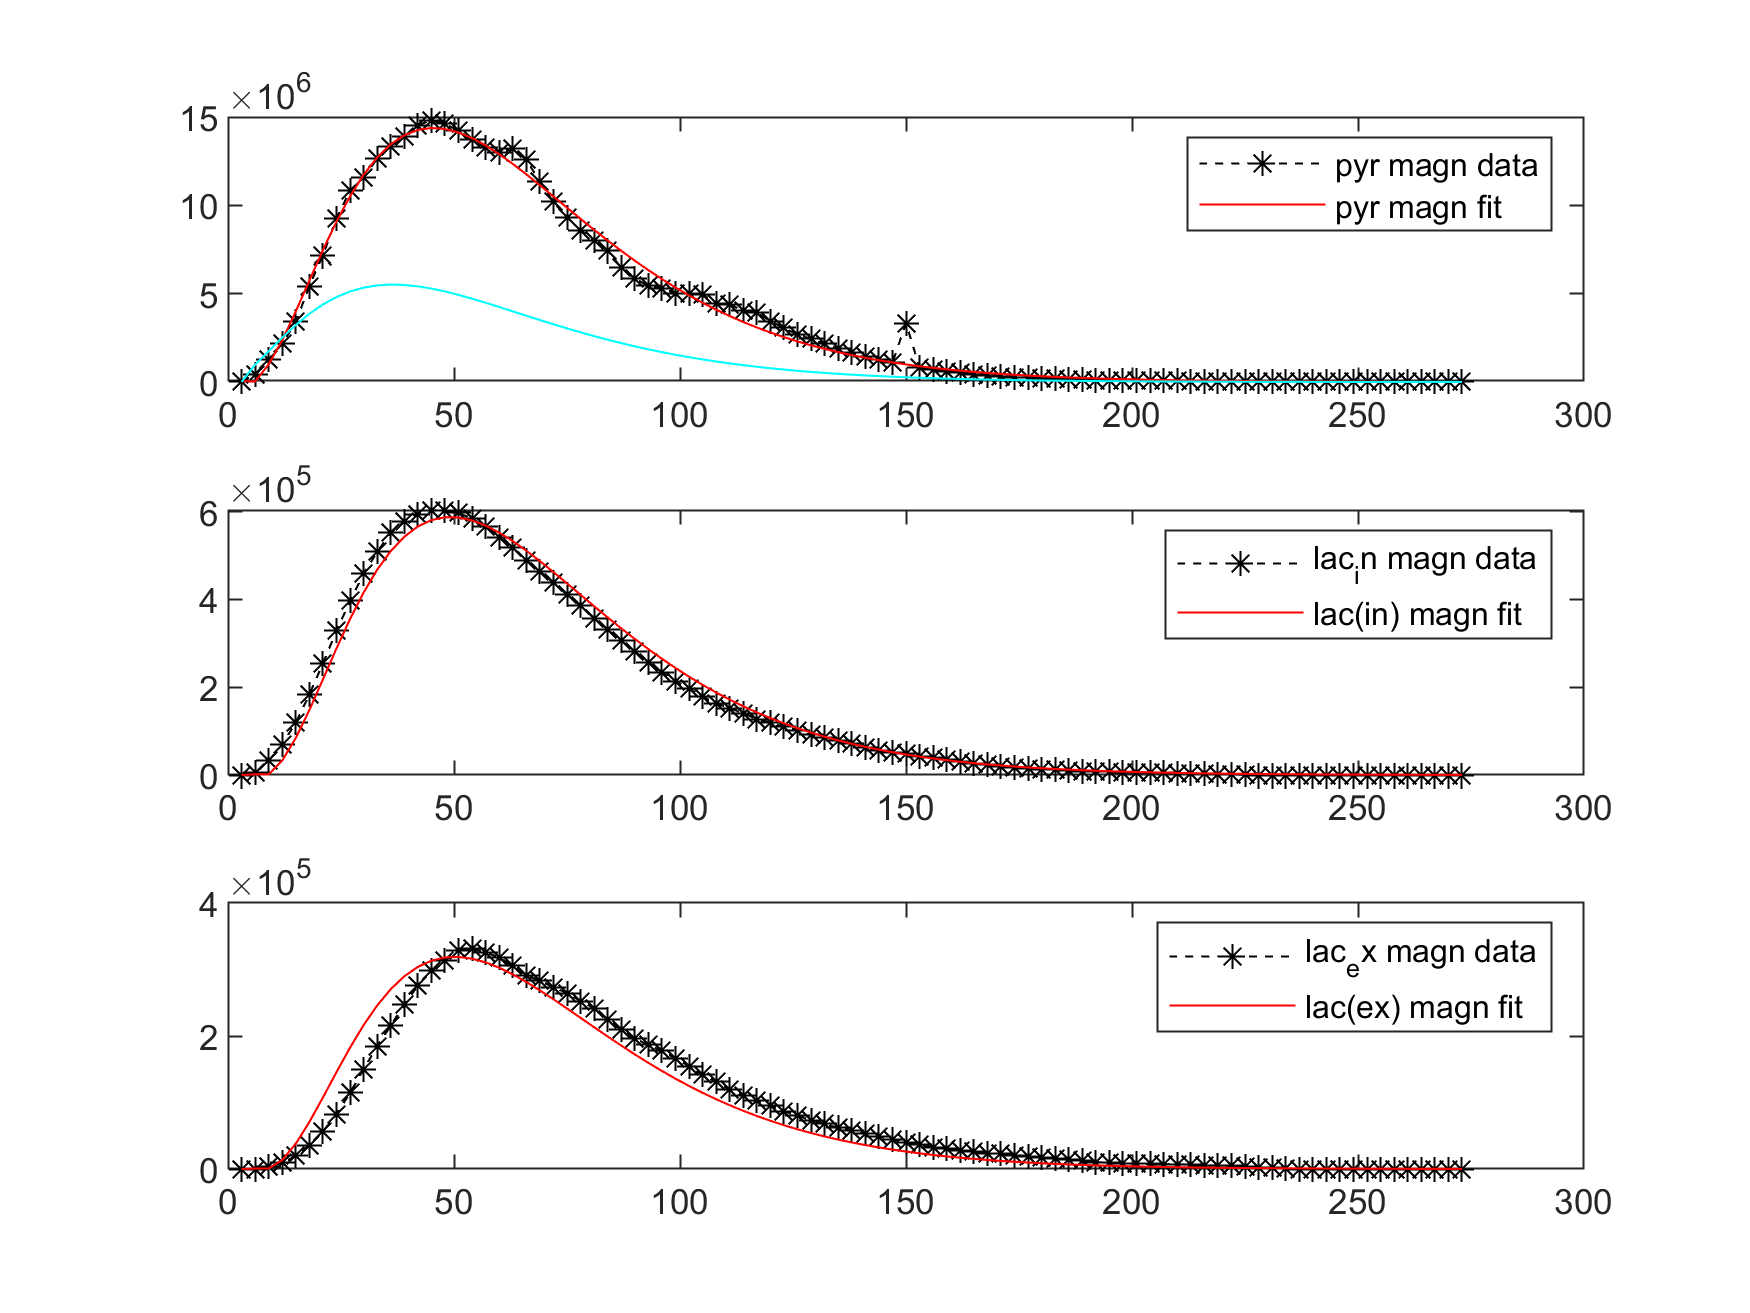 ×10^6
15
10
5
0
0 50 100 150 200 250 300
pyr magn data
pyr magn fit
×10^5
6
4
2
0
0 50 100 150 200 250 300
lac_in magn data
lac(in) magn fit
×10^5
4
2
0
0 50 100 150 200 250 300
lac_ex magn data
lac(ex) magn fit